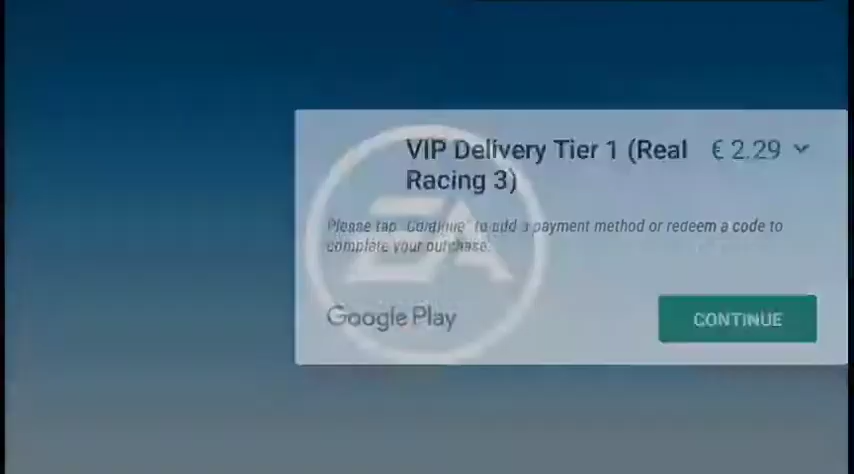 VIP Delivery Tier 1 (Real € 2.29
Racing 3)
Please tap "Continue" to add a payment method or redeem a code to
complete your purchase.
EA
Google Play
CONTINUE